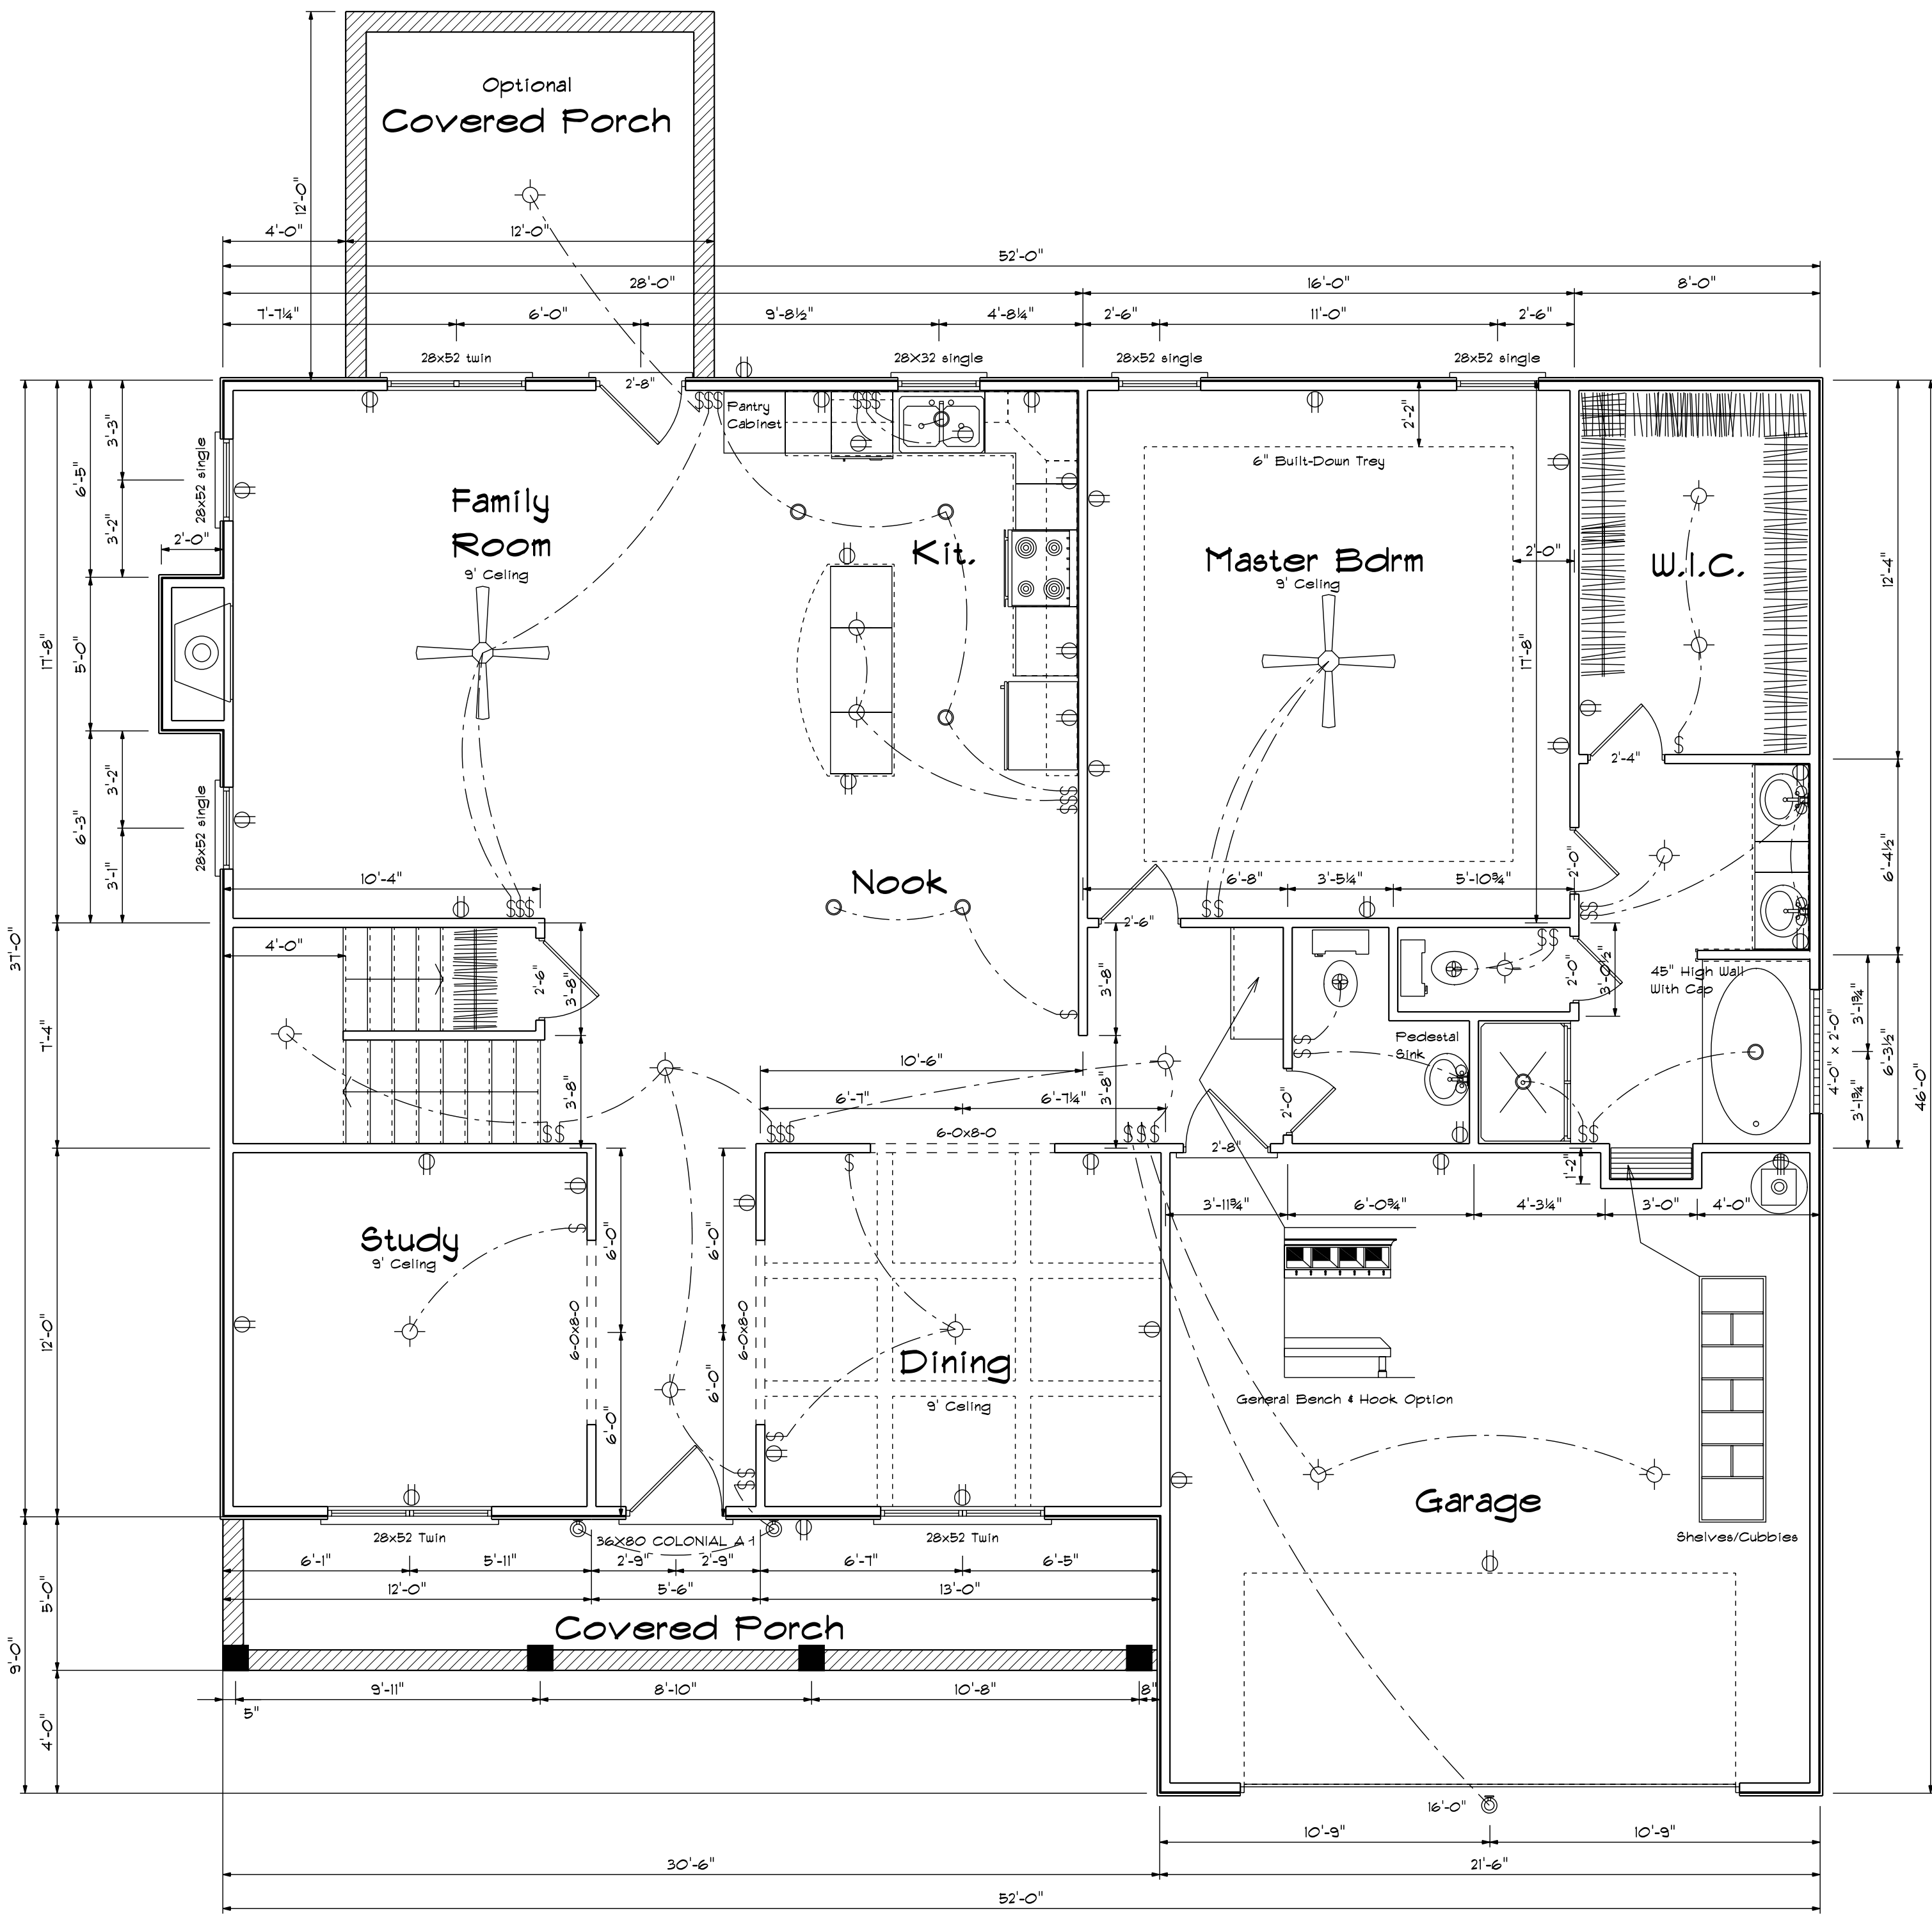 Optional
Covered Porch
12'-0"
4'-0"
12'-0"
52'-0"
28'-0"
16'-0"
8'-0"
7'-7¼"
6'-0"
9'-8½"
4'-8¼"
2'-6"
11'-0"
2'-6"
28x52 twin
28X32 single
28x52 single
28x52 single
2'-8"
Pantry
Cabinet
2'-2"
6" Built-Down Trey
3'-3"
28x52 single
6'-5"
3'-2"
2'-0"
Family
Room
9' Celing
Kit.
Master Bdrm
9' Celing
2'-0"
W.I.C.
12'-4"
17'-8"
5'-0"
17'-8"
2'-4"
3'-2"
6'-3"
3'-1"
28x52 single
10'-4"
Nook
6'-8"
3'-5¼"
5'-10¾"
2'-0"
6'-4½"
2'-6"
37'-0"
4'-0"
7'-4"
2'-6"
3'-8"
3'-8"
2'-0"
3'-0½"
45" High Wall
With Cap
3'-1¾"
4'-0" x 2'-0"
6'-3½"
3'-1¾"
46'-0"
Pedestal
Sink
10'-6"
3'-8"
3'-8"
6'-7"
6'-7¼"
2'-0"
6-0x8-0
2'-8"
1'-2"
3'-11¾"
6'-0¾"
4'-3¼"
3'-0"
4'-0"
Study
9' Celing
6'-0"
6'-0"
6-0x8-0
6-0x8-0
12'-0"
6'-0"
6'-0"
Dining
9' Celing
General Bench & Hook Option
Garage
Shelves/Cubbies
28x52 Twin
36X80 COLONIAL A-1
28x52 Twin
6'-1"
5'-11"
2'-9"
2'-9"
6'-7"
6'-5"
12'-0"
5'-6"
13'-0"
5'-0"
Covered Porch
9'-0"
9'-11"
8'-10"
10'-8"
8"
5"
4'-0"
16'-0"
10'-9"
10'-9"
30'-6"
21'-6"
52'-0"